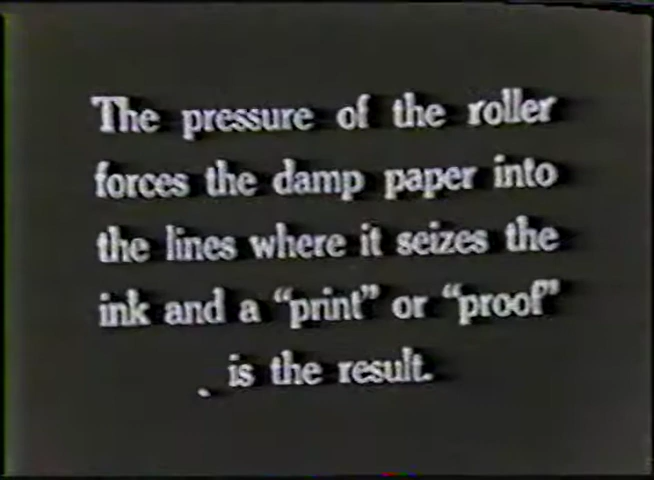 The pressure of the roller
forces the damp paper into
the lines where it seizes the
ink and a “print” or “proof”
is the result.